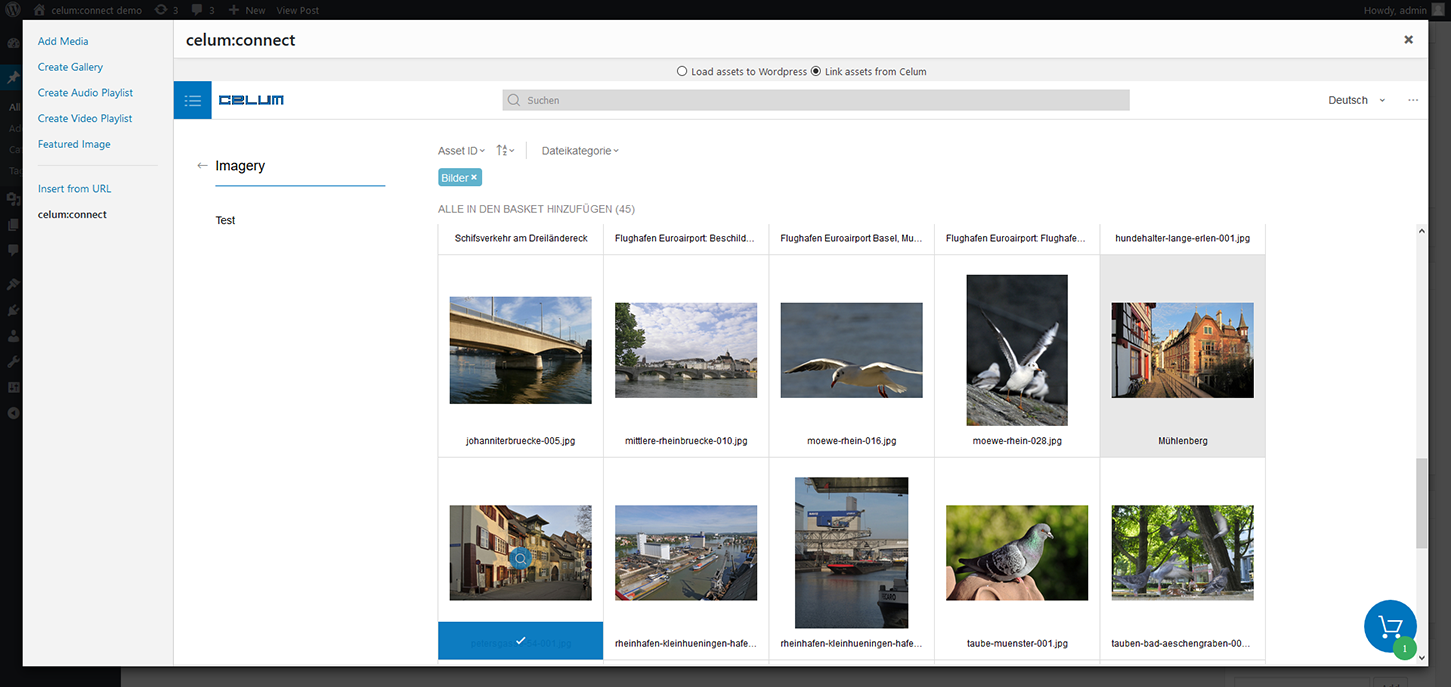 celum:connect demo 3 3 New View Post Howdy, admin
celum:connect
Add Media
Create Gallery
Create Audio Playlist
Create Video Playlist
Featured Image
Insert from URL
celum:connect
All
Load assets to Wordpress Link assets from Celum
CELUM Suchen Deutsch ...
Imagery
Test
Asset ID Dateikategorie
Bilder
ALLE IN DEN BASKET HINZUFÜGEN (45)
Schifsverkehr am Dreiländereck Flughafen Euroairport: Beschild... Flughafen Euroairport Basel, Mu... Flughafen Euroairport: Flughafe... hundehalter-lange-erlen-001.jpg
johanniterbruecke-005.jpg mittlere-rheinbruecke-010.jpg moewe-rhein-016.jpg moewe-rhein-028.jpg Mühlenberg
rheinhafen-kleinhueningen-hafe... rheinhafen-kleinhueningen-hafe... taube-muenster-001.jpg tauben-bad-aeschengraben-00...
1